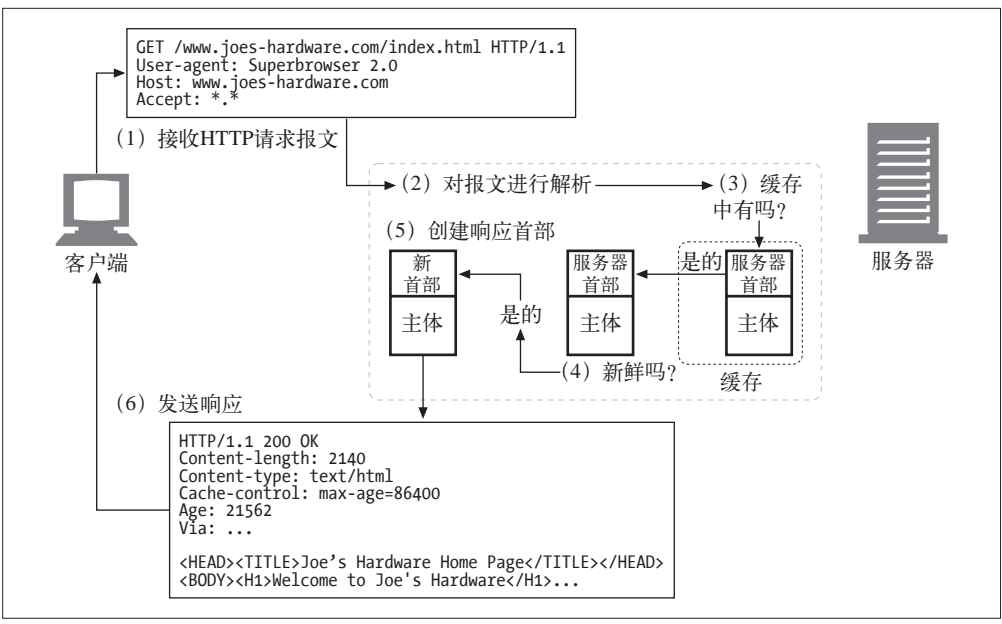 GET /www.joes-hardware.com/index.html HTTP/1.1
User-agent: Superbrowser 2.0
Host: www.joes-hardware.com
Accept: *.*
（1）接收HTTP请求报文
（2）对报文进行解析
（3）缓存
中有吗？
（5）创建响应首部
客户端
服务器
新
首部
主体
是的
服务器
首部
主体
是的
服务器
首部
主体
（4）新鲜吗？
缓存
（6）发送响应
HTTP/1.1 200 OK
Content-length: 2140
Content-type: text/html
Cache-control: max-age=86400
Age: 21562
Via: ...
<HEAD><TITLE>Joe’s Hardware Home Page</TITLE></HEAD>
<BODY><H1>Welcome to Joe's Hardware</H1>...